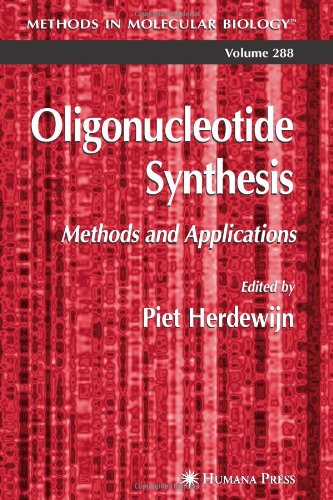 METHODS IN MOLECULAR BIOLOGY™
Volume 288
Oligonucleotide
Synthesis
Methods and Applications
Edited by
Piet Herdewijn
HUMANA PRESS